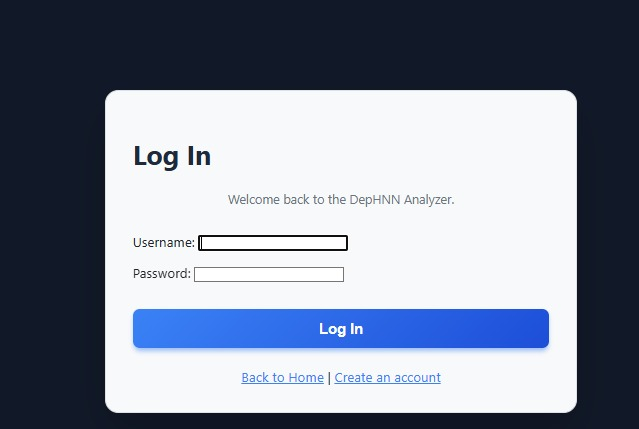 Log In
Welcome back to the DepHNN Analyzer.
Username:
Password:
Log In
Back to Home | Create an account